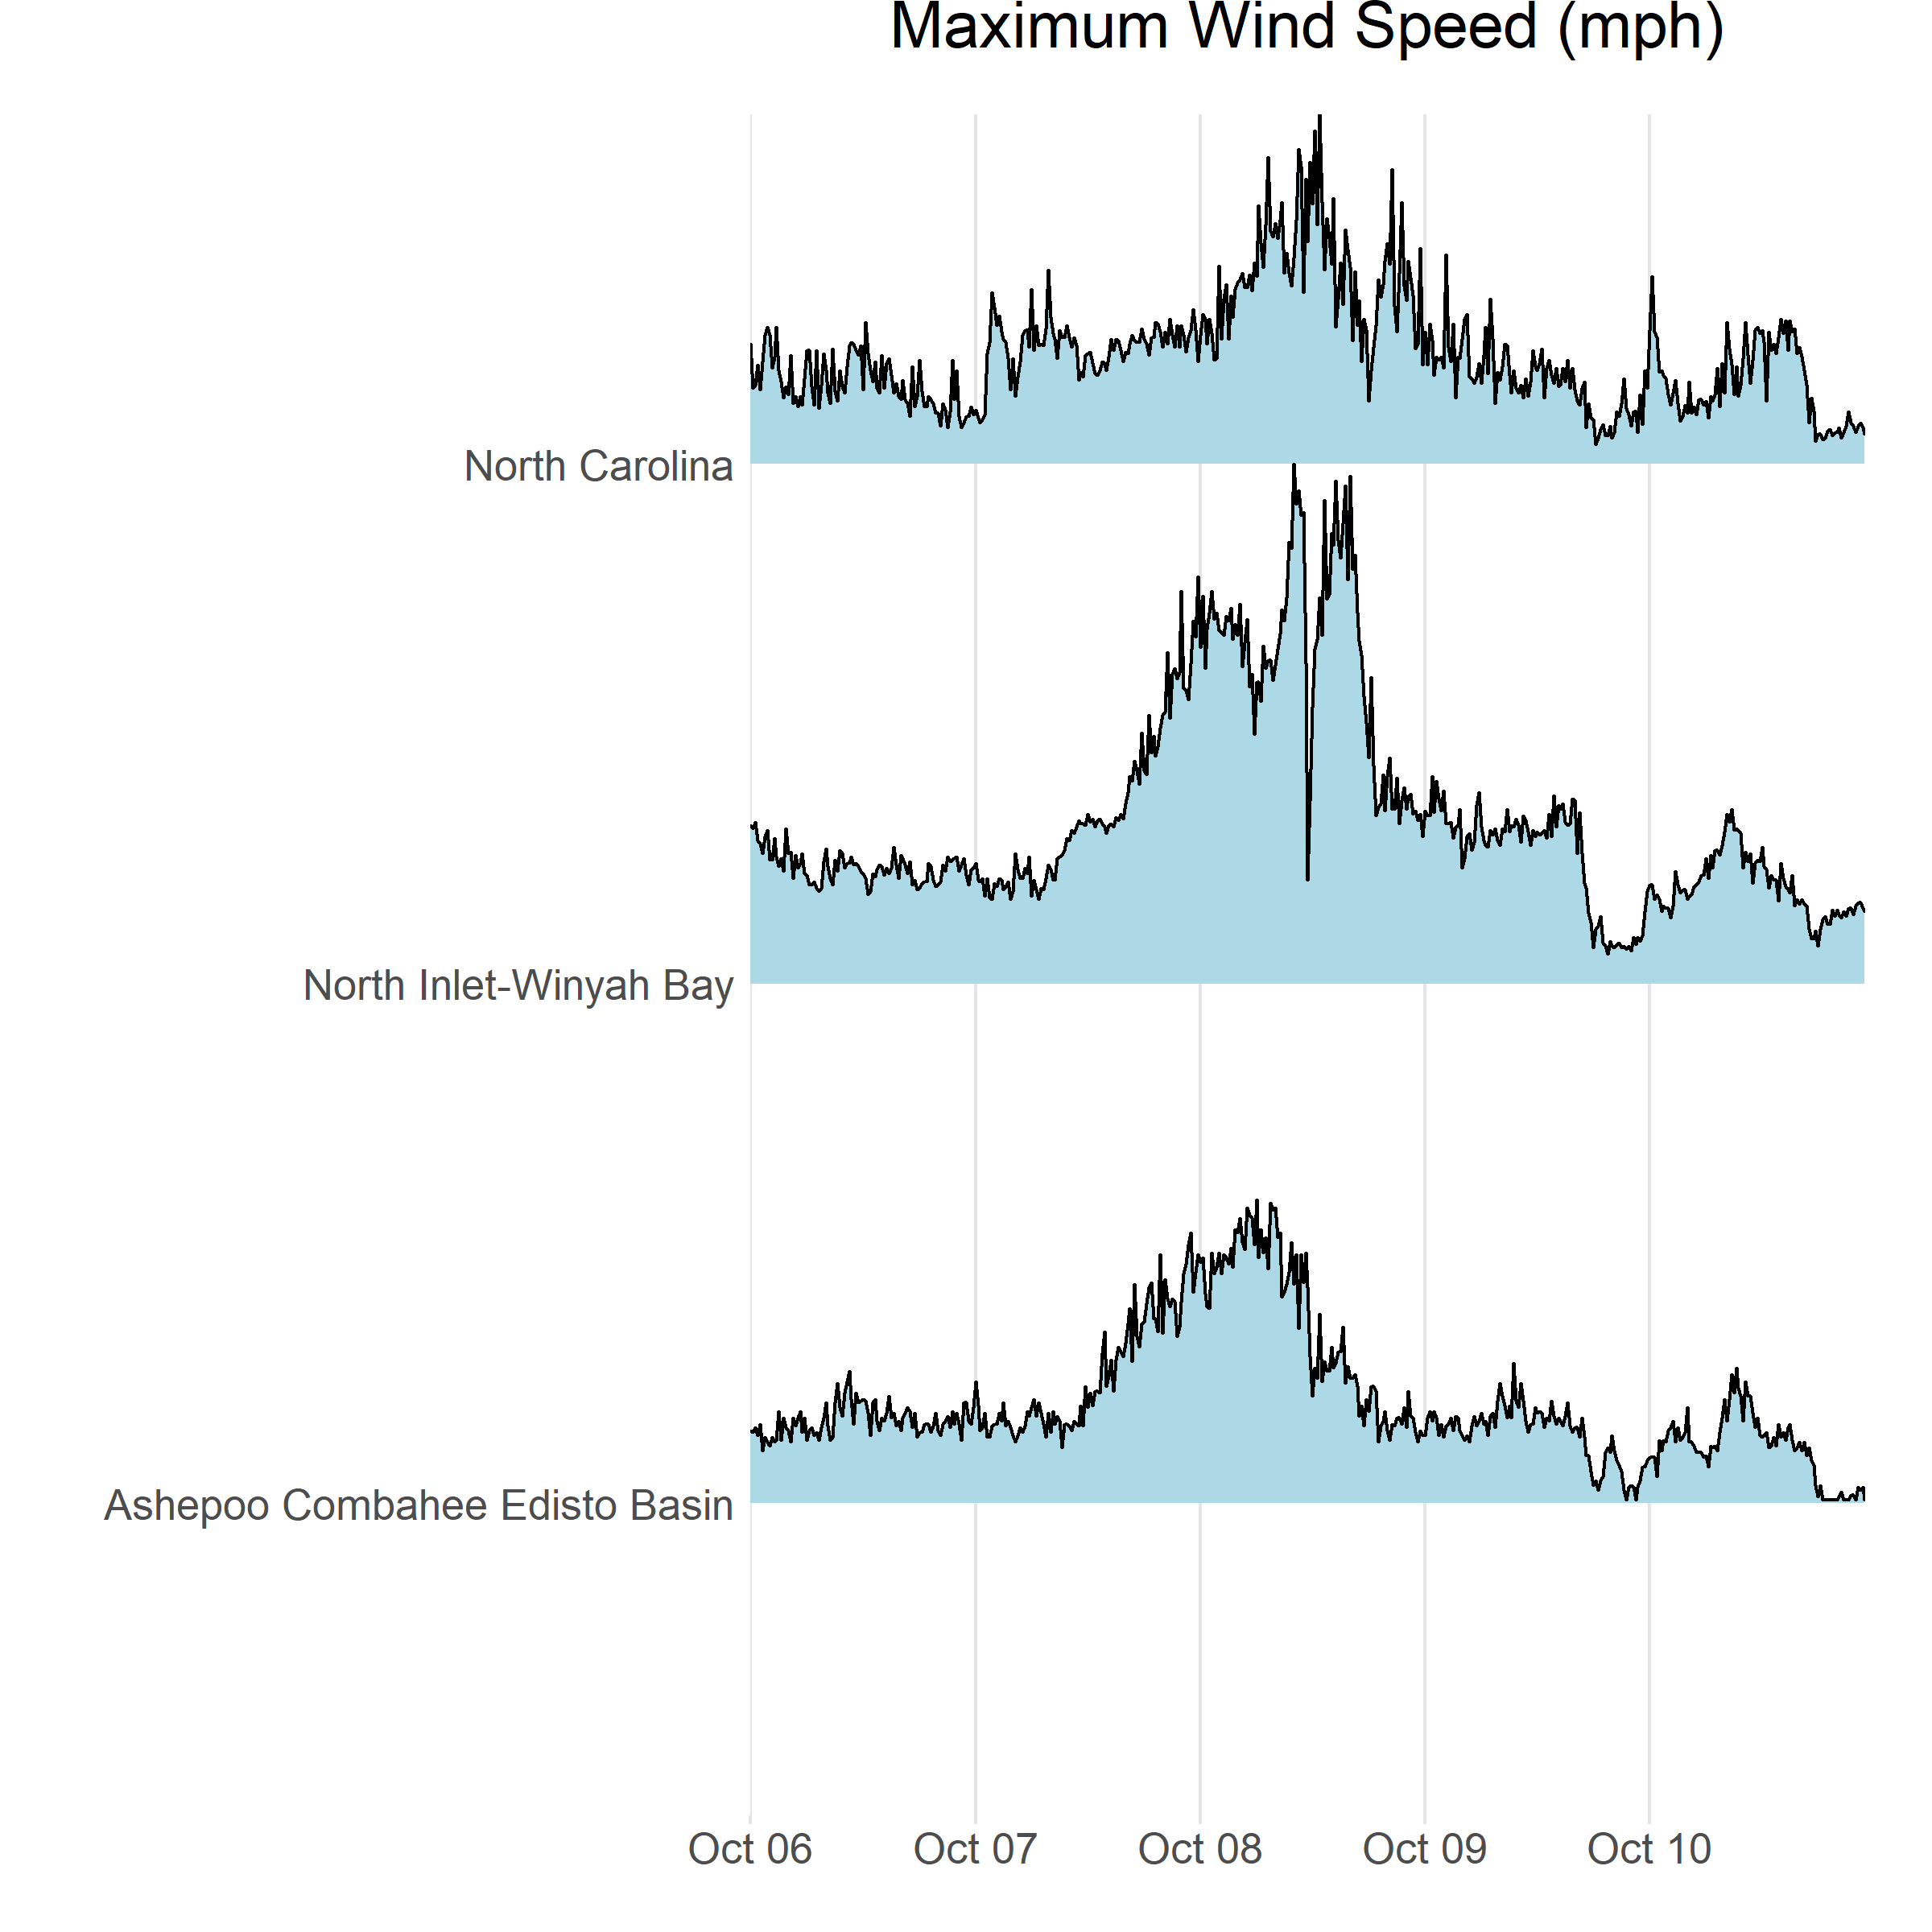 Maximum Wind Speed (mph)
North Carolina
North Inlet-Winyah Bay
Ashepoo Combahee Edisto Basin
Oct 06 Oct 07 Oct 08 Oct 09 Oct 10